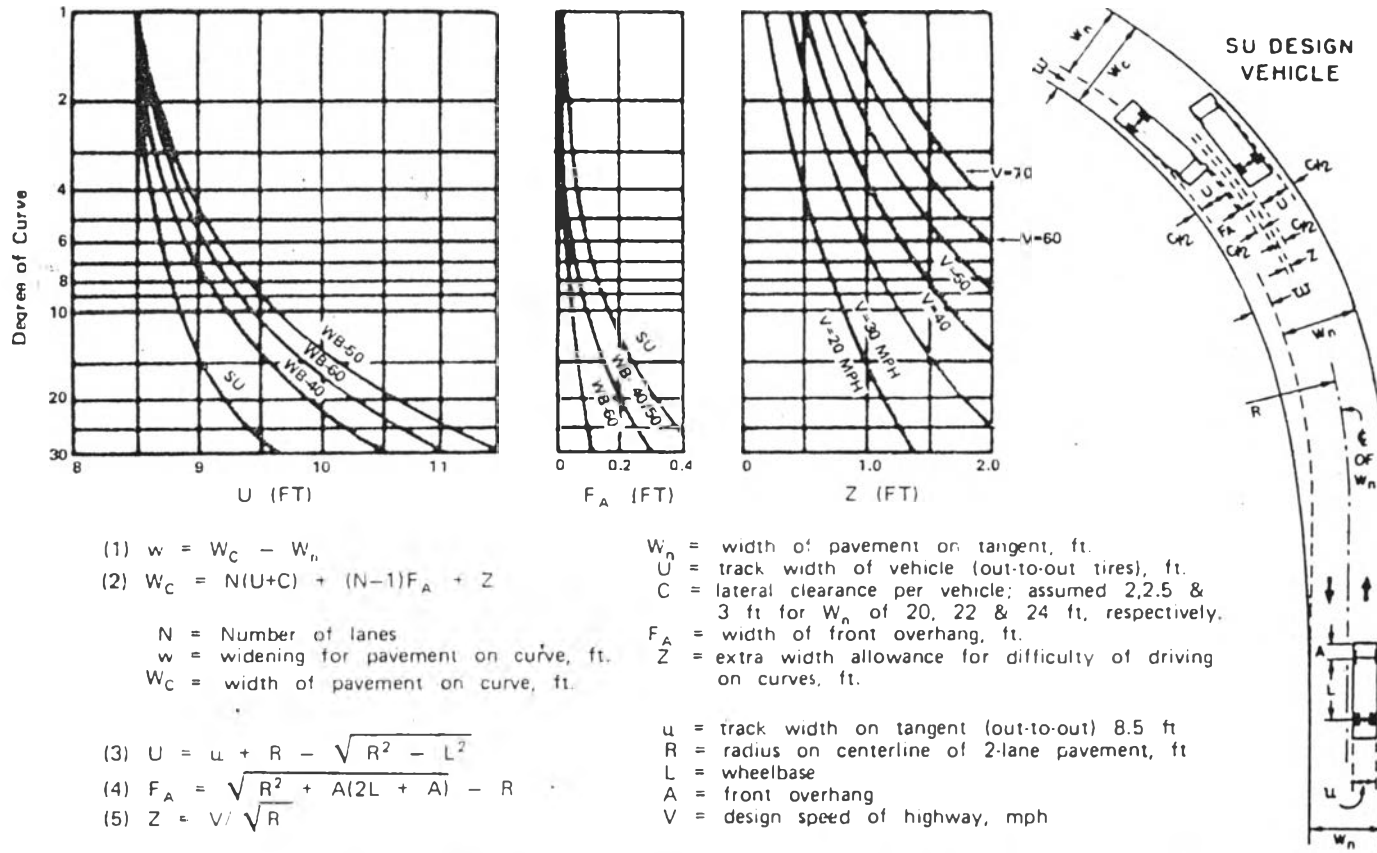 Degree of Curve
1
2
4
6
8
10
20
30
WB-50
WB-60
WB-40
SU
8
9
10
11
U (FT)
SU
WB 40/50
WB-60
0
0.2
0.4
F_A (FT)
V=70
V=60
V=50
V=40
V=30 MPH
V=20 MPH
0
1.0
2.0
Z (FT)
SU DESIGN
VEHICLE
W_n
W_c
w
C/2
U
U
F_A
C/2
C/2
C/2
Z
w
W_n
R
℄
OF
W_n
A
L
u
W_n
(1) w = W_C − W_n
(2) W_C = N(U+C) + (N−1)F_A + Z
N = Number of lanes
w = widening for pavement on curve, ft.
W_C = width of pavement on curve, ft.
(3) U = u + R − √(R² − L²)
(4) F_A = √(R² + A(2L + A)) − R
(5) Z = V/√R
W_n = width of pavement on tangent, ft.
U = track width of vehicle (out-to-out tires), ft.
C = lateral clearance per vehicle; assumed 2,2.5 &
3 ft for W_n of 20, 22 & 24 ft, respectively.
F_A = width of front overhang, ft.
Z = extra width allowance for difficulty of driving
on curves, ft.
u = track width on tangent (out-to-out) 8.5 ft
R = radius on centerline of 2-lane pavement, ft
L = wheelbase
A = front overhang
V = design speed of highway, mph